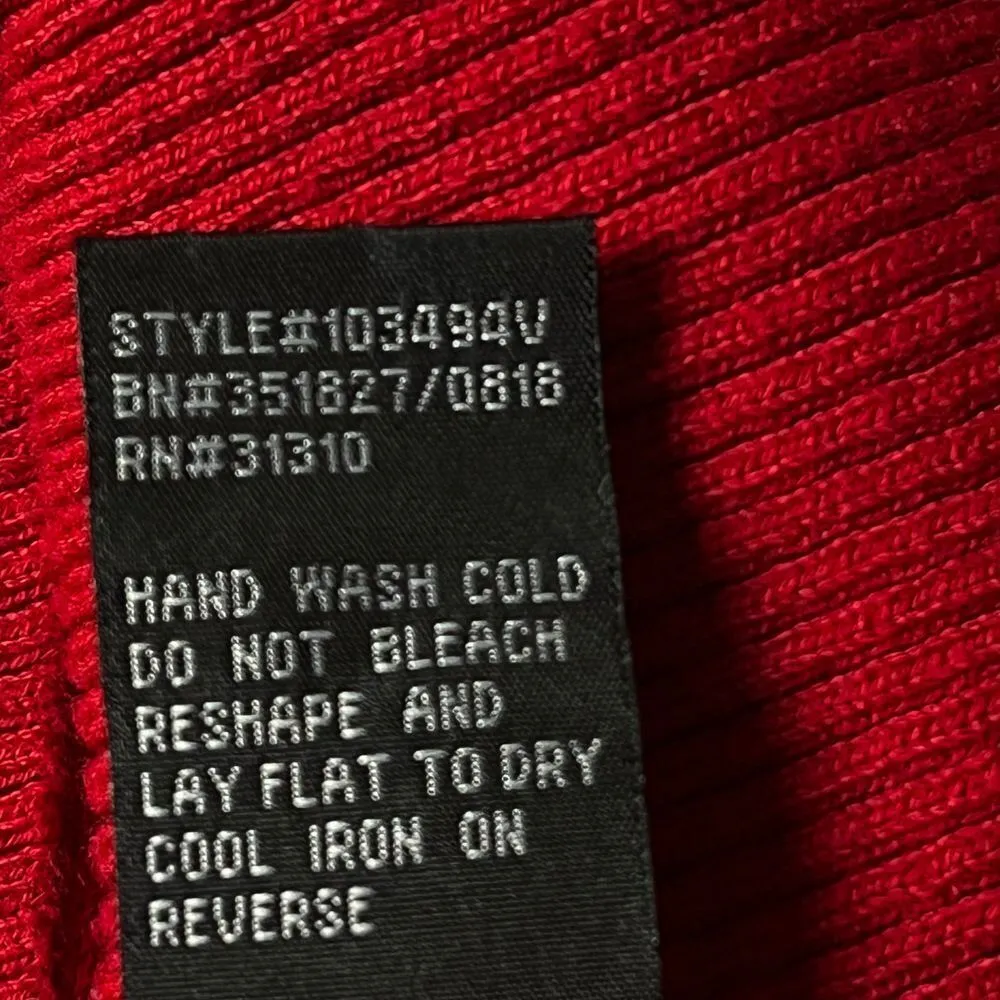 STYLE#103494V
BN#351827/0818
RN#31310
HAND WASH COLD
DO NOT BLEACH
RESHAPE AND
LAY FLAT TO DRY
COOL IRON ON
REVERSE